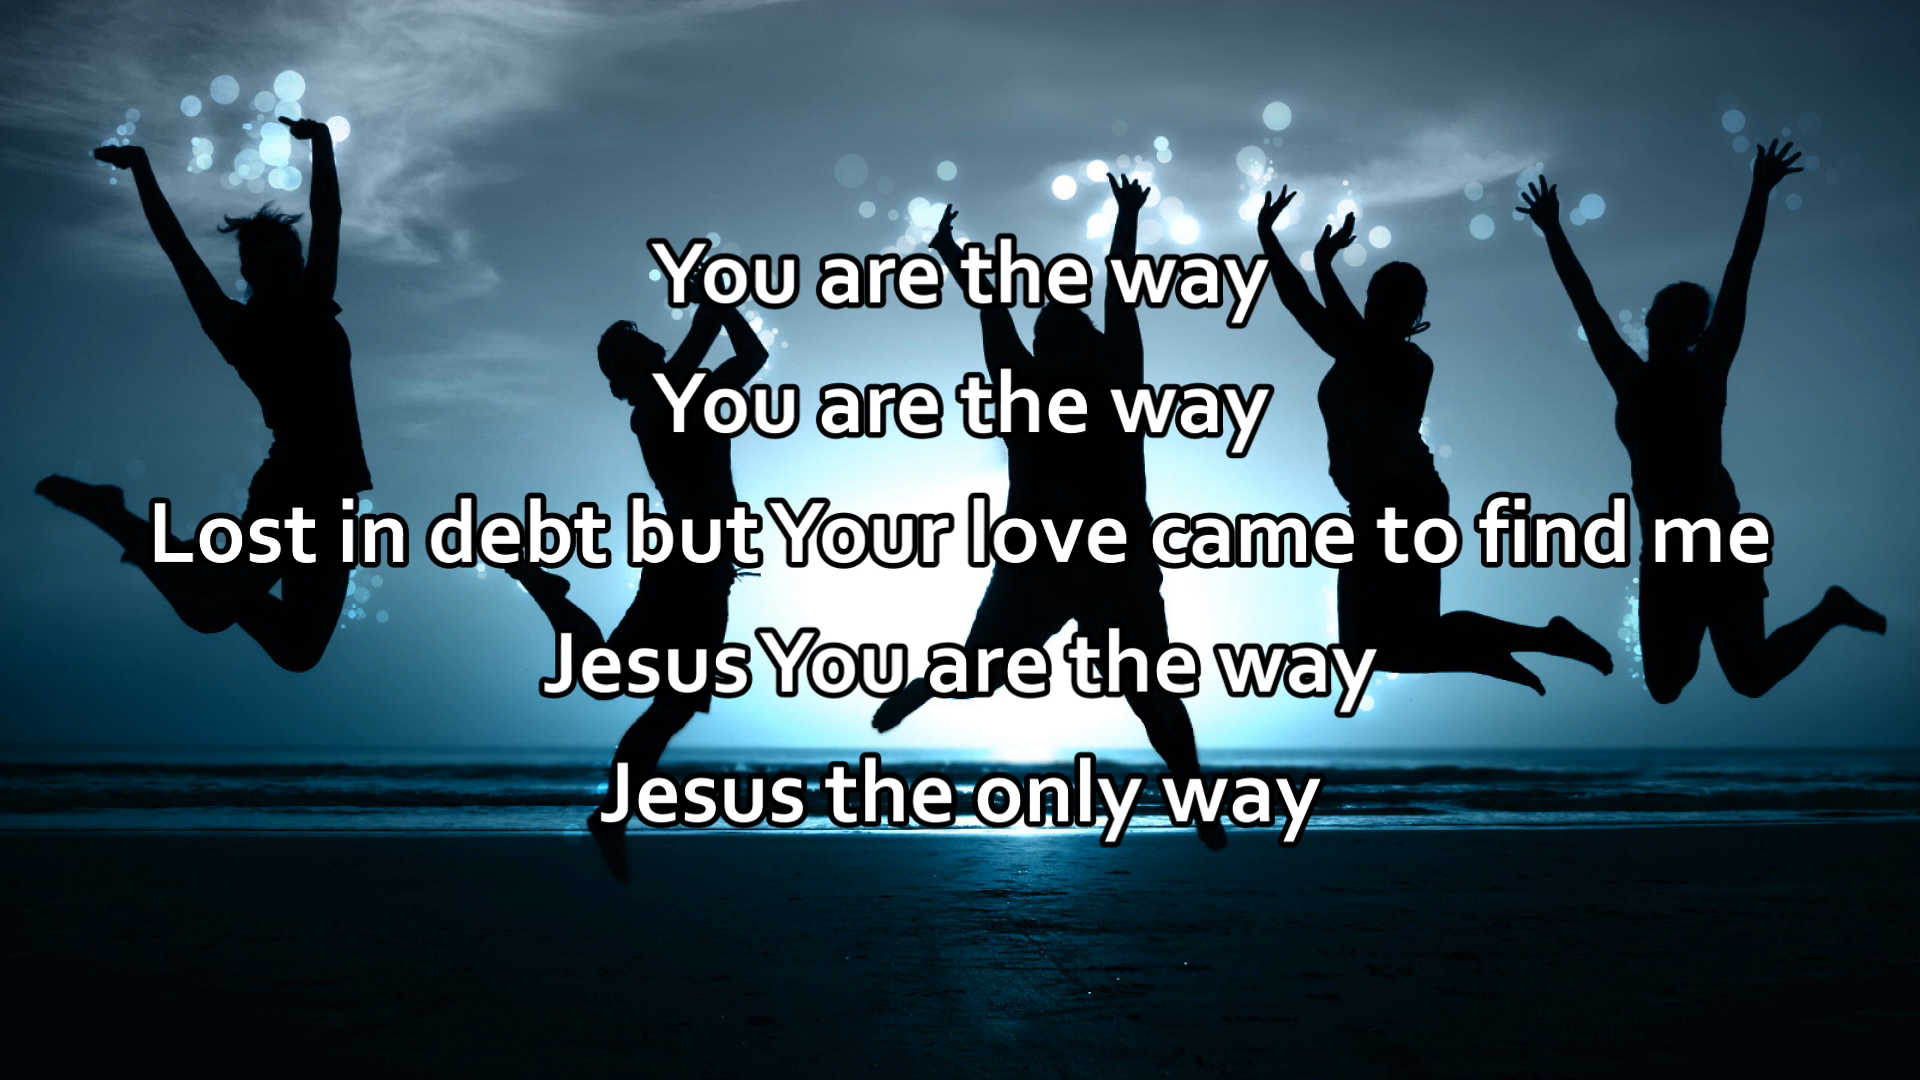 You are the way
You are the way
Lost in debt but Your love came to find me
Jesus You are the way
Jesus the only way